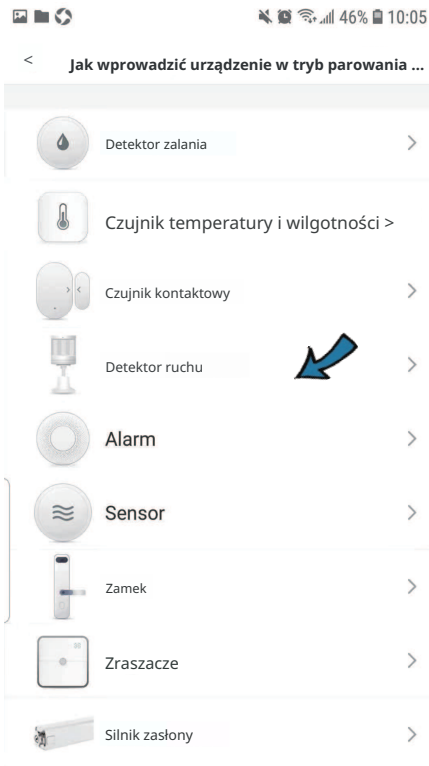 46% 10:05
< Jak wprowadzić urządzenie w tryb parowania ...
Detektor zalania >
Czujnik temperatury i wilgotności >
Czujnik kontaktowy >
Detektor ruchu >
Alarm >
Sensor >
Zamek >
Zraszacze >
Silnik zasłony >